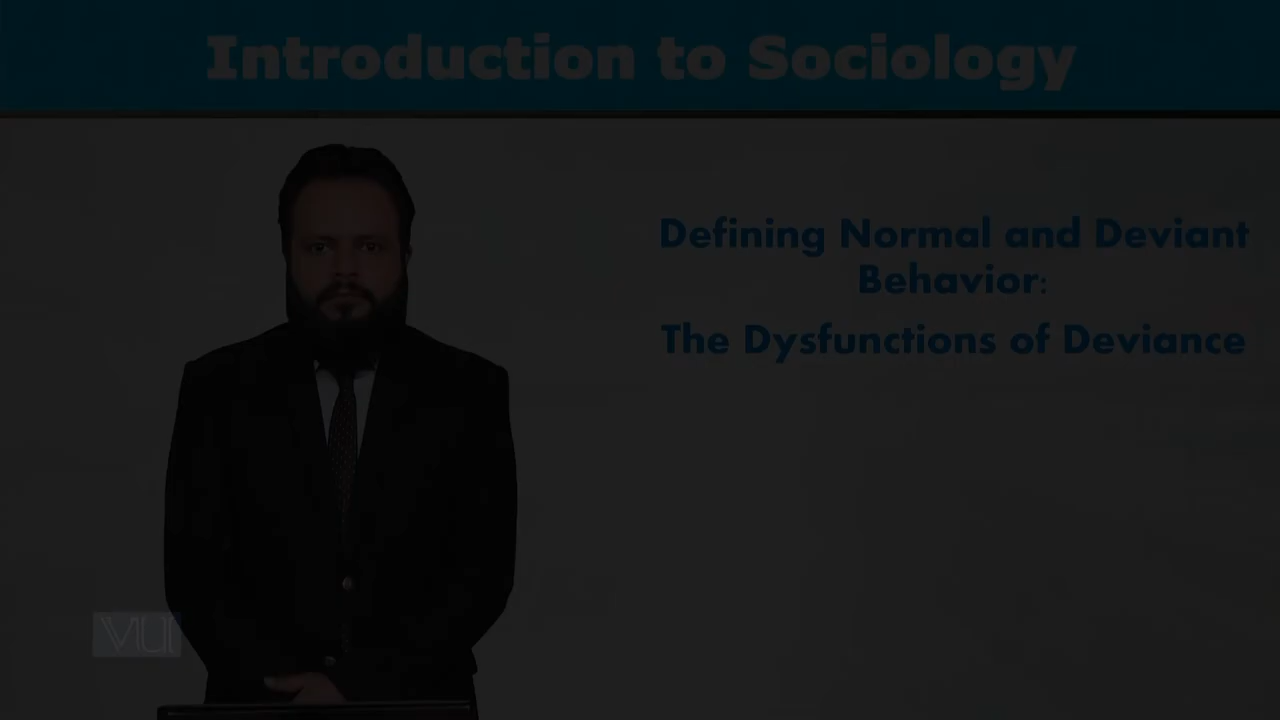 Introduction to Sociology
Defining Normal and Deviant
Behavior:
The Dysfunctions of Deviance
VU